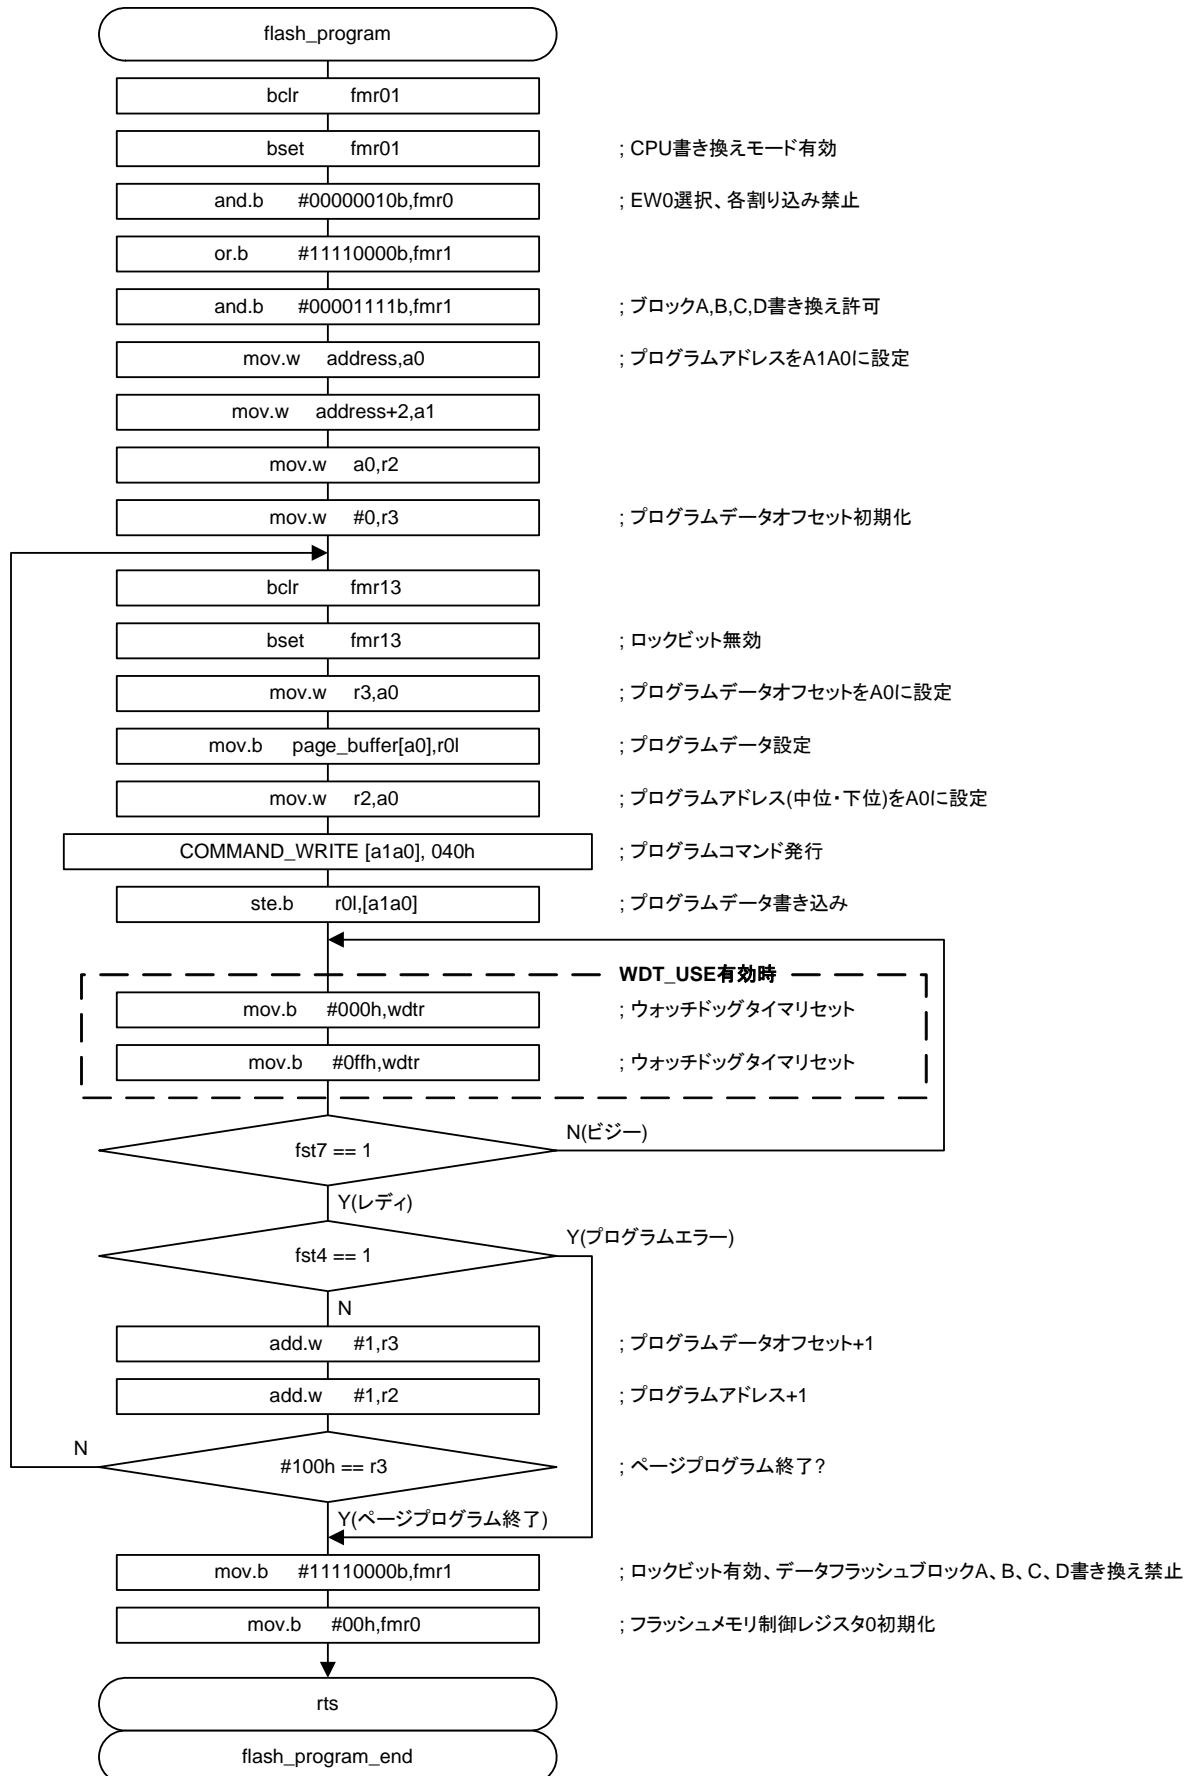 flash_program
bclr fmr01
bset fmr01 ; CPU書き換えモード有効
and.b #00000010b,fmr0 ; EW0選択、各割り込み禁止
or.b #11110000b,fmr1
and.b #00001111b,fmr1 ; ブロックA,B,C,D書き換え許可
mov.w address,a0 ; プログラムアドレスをA1A0に設定
mov.w address+2,a1
mov.w a0,r2
mov.w #0,r3 ; プログラムデータオフセット初期化
bclr fmr13
bset fmr13 ; ロックビット無効
mov.w r3,a0 ; プログラムデータオフセットをA0に設定
mov.b page_buffer[a0],r0l ; プログラムデータ設定
mov.w r2,a0 ; プログラムアドレス(中位・下位)をA0に設定
COMMAND_WRITE [a1a0], 040h ; プログラムコマンド発行
ste.b r0l,[a1a0] ; プログラムデータ書き込み
WDT_USE有効時
mov.b #000h,wdtr ; ウォッチドッグタイマリセット
mov.b #0ffh,wdtr ; ウォッチドッグタイマリセット
N(ビジー)
fst7 == 1
Y(レディ)
Y(プログラムエラー)
fst4 == 1
N
add.w #1,r3 ; プログラムデータオフセット+1
add.w #1,r2 ; プログラムアドレス+1
N
#100h == r3 ; ページプログラム終了?
Y(ページプログラム終了)
mov.b #11110000b,fmr1 ; ロックビット有効、データフラッシュブロックA、B、C、D書き換え禁止
mov.b #00h,fmr0 ; フラッシュメモリ制御レジスタ0初期化
rts
flash_program_end